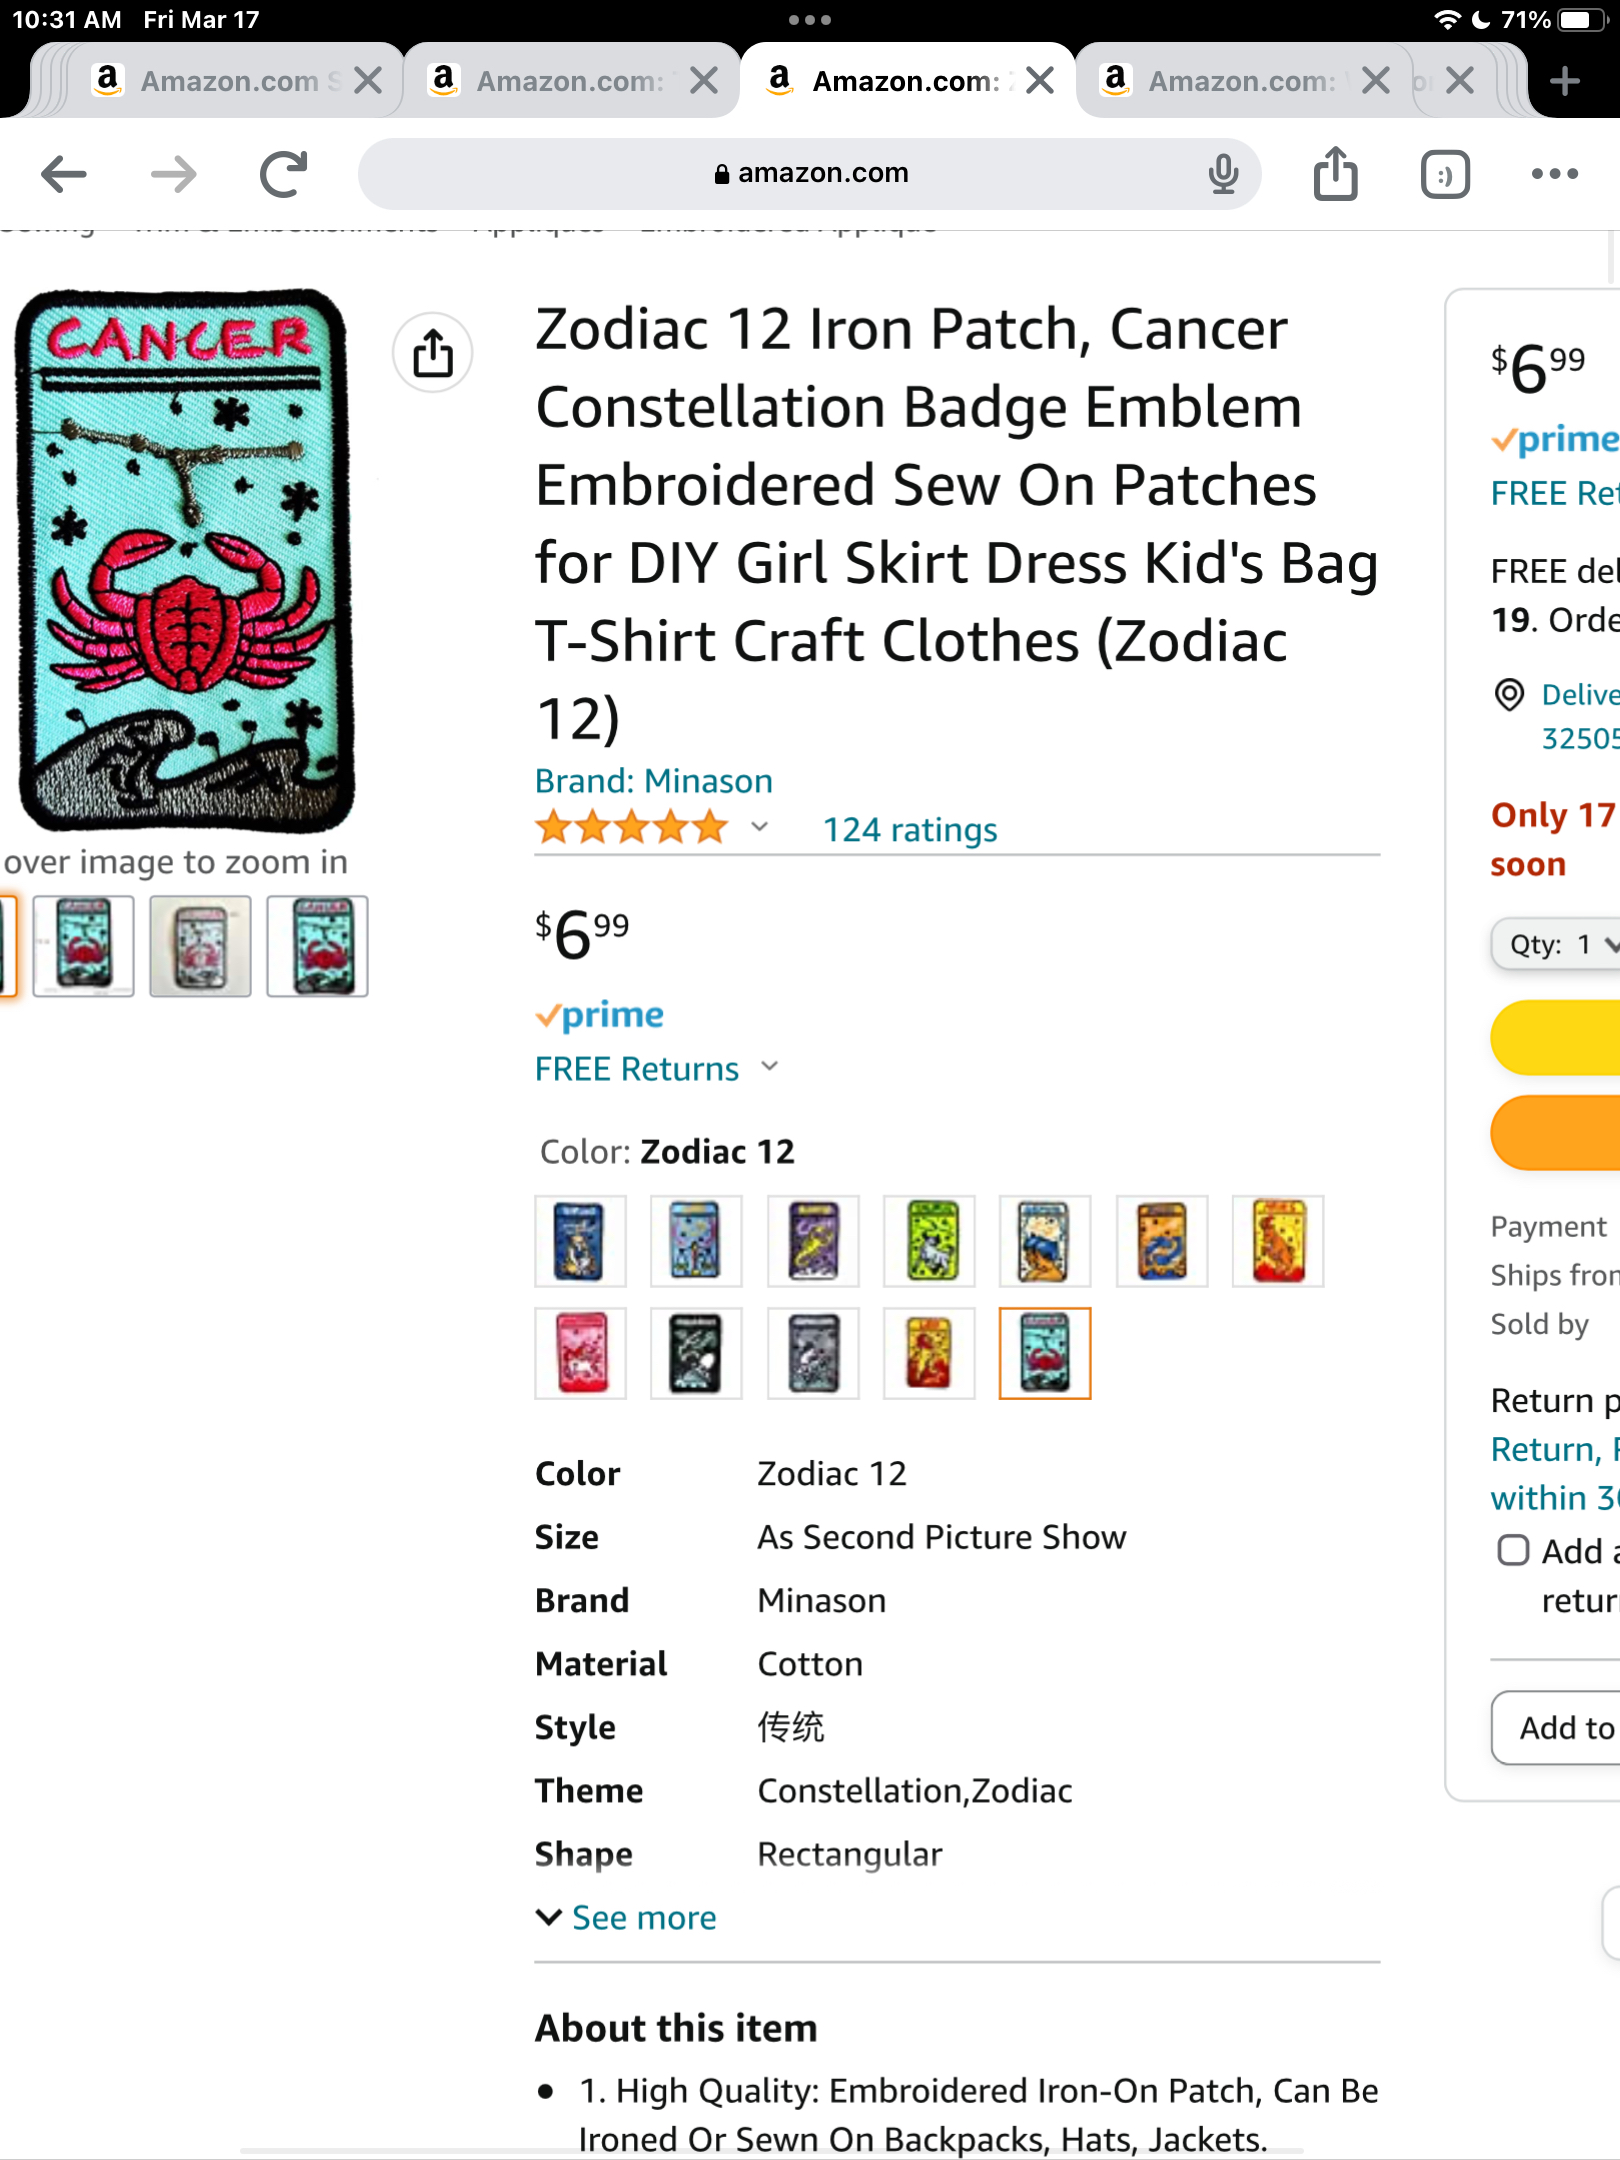 10:31 AM Fri Mar 17
71%
Amazon.com S
Amazon.com:
Amazon.com:
Amazon.com:
amazon.com
CANCER
over image to zoom in
Zodiac 12 Iron Patch, Cancer
Constellation Badge Emblem
Embroidered Sew On Patches
for DIY Girl Skirt Dress Kid's Bag
T-Shirt Craft Clothes (Zodiac
12)
Brand: Minason
124 ratings
$6 99
prime
FREE Returns
Color: Zodiac 12
Color Zodiac 12
Size As Second Picture Show
Brand Minason
Material Cotton
Style 传统
Theme Constellation,Zodiac
Shape Rectangular
See more
About this item
1. High Quality: Embroidered Iron-On Patch, Can Be
Ironed Or Sewn On Backpacks, Hats, Jackets.
$6 99
prime
FREE Ret
FREE del
19. Orde
Delive
32505
Only 17
soon
Qty: 1
Payment
Ships from
Sold by
Return p
Return,
within 30
Add a
retur
Add to